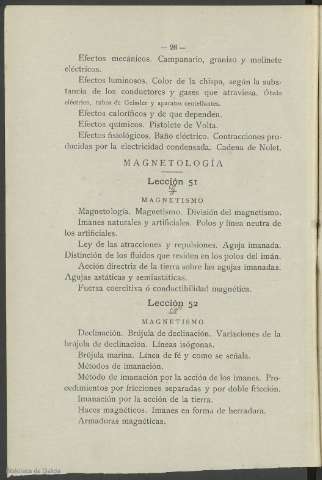 — 26 —
Efectos mecánicos. Campanario, granizo y molinete
eléctricos.
Efectos luminosos. Color de la chispa, según la subs-
tancia de los conductores y gases que atraviesa. Óvalo
eléctrico, tubos de Geissler y aparatos centelleantes.
Efectos caloríficos y de que dependen.
Efectos químicos. Pistolete de Volta.
Efectos fisiológicos. Baño eléctrico. Contracciones pro-
ducidas por la electricidad condensada. Cadena de Nolet.
MAGNETOLOGÍA
Lección 51
MAGNETISMO
Magnetología. Magnetismo. División del magnetismo.
Imanes naturales y artificiales. Polos y línea neutra de
los artificiales.
Ley de las atracciones y repulsiones. Aguja imanada.
Distinción de los fluidos que residen en los polos del imán.
Acción directriz de la tierra sobre las agujas imanadas.
Agujas astáticas y semiastáticas.
Fuerza coercitiva ó conductibilidad magnética.
Lección 52
MAGNETISMO
Declinación. Brújula de declinación. Variaciones de la
brújula de declinación. Líneas isógonas.
Brújula marina. Línea de fé y como se señala.
Métodos de imanación.
Método de imanación por la acción de los imanes. Pro-
cedimientos por fricciones separadas y por doble fricción.
Imanación por la acción de la tierra.
Haces magnéticos. Imanes en forma de herradura.
Armaduras magnéticas.
Biblioteca de Galicia